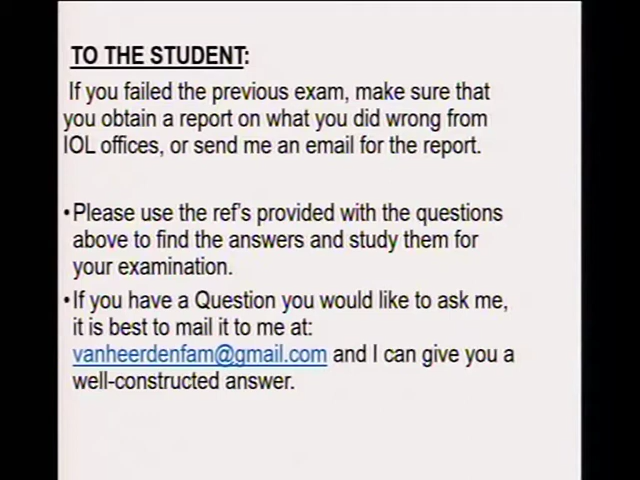 TO THE STUDENT:
If you failed the previous exam, make sure that
you obtain a report on what you did wrong from
IOL offices, or send me an email for the report.
•Please use the ref's provided with the questions
above to find the answers and study them for
your examination.
•If you have a Question you would like to ask me,
it is best to mail it to me at:
vanheerdenfam@gmail.com and I can give you a
well-constructed answer.